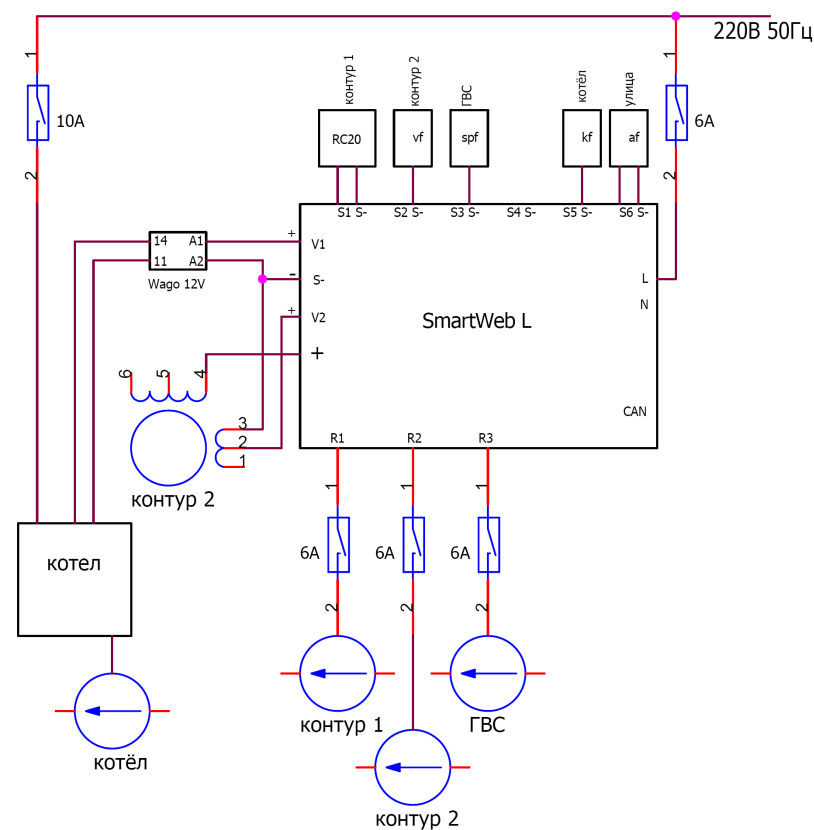 220В 50Гц
1
1
контур 1
контур 2
ГВС
котёл
улица
10А
RC20
vf
spf
kf
af
6А
2
2
S1 S-
S2 S-
S3 S-
S4 S-
S5 S-
S6 S-
14 A1
11 A2
Wago 12V
+
V1
-
S-
+
V2
+
L
N
SmartWeb L
CAN
6
5
4
3
2
1
контур 2
R1
R2
R3
1
1
1
6А
6А
6А
2
2
2
котел
контур 1
ГВС
котёл
контур 2